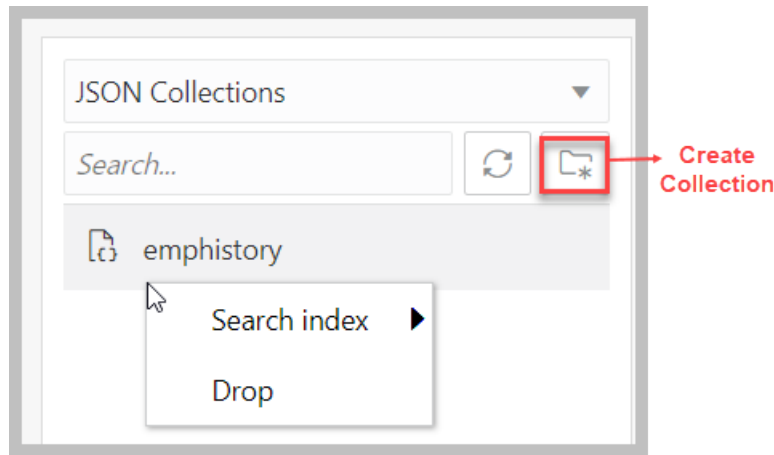 JSON Collections
Search...
Create
Collection
emphistory
Search index
Drop